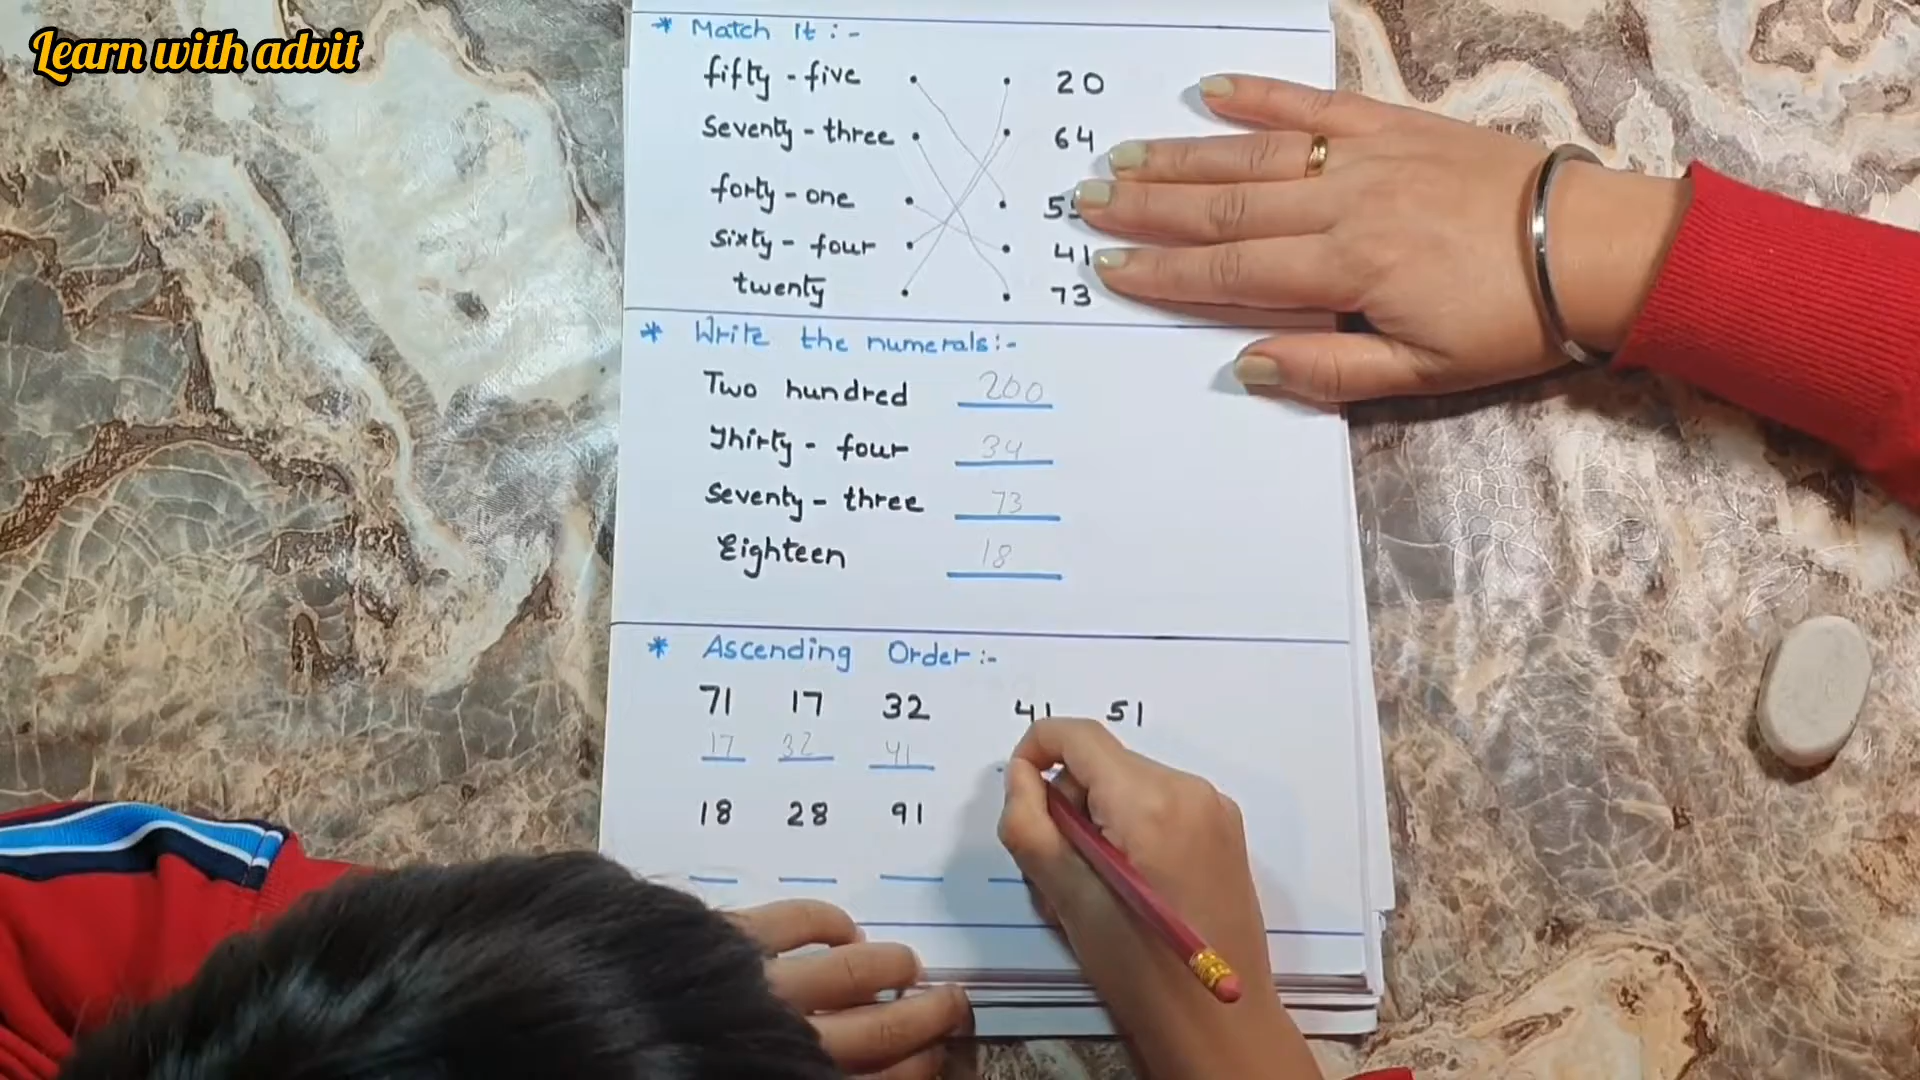 Learn with advit
* Match It :-
fifty - five 20
Seventy - three 64
forty - one 55
sixty - four 41
twenty 73
* Write the numerals :-
Two hundred 200
Thirty - four 34
Seventy - three 73
Eighteen 18
* Ascending Order :-
71 17 32 41 51
17 32 41
18 28 91